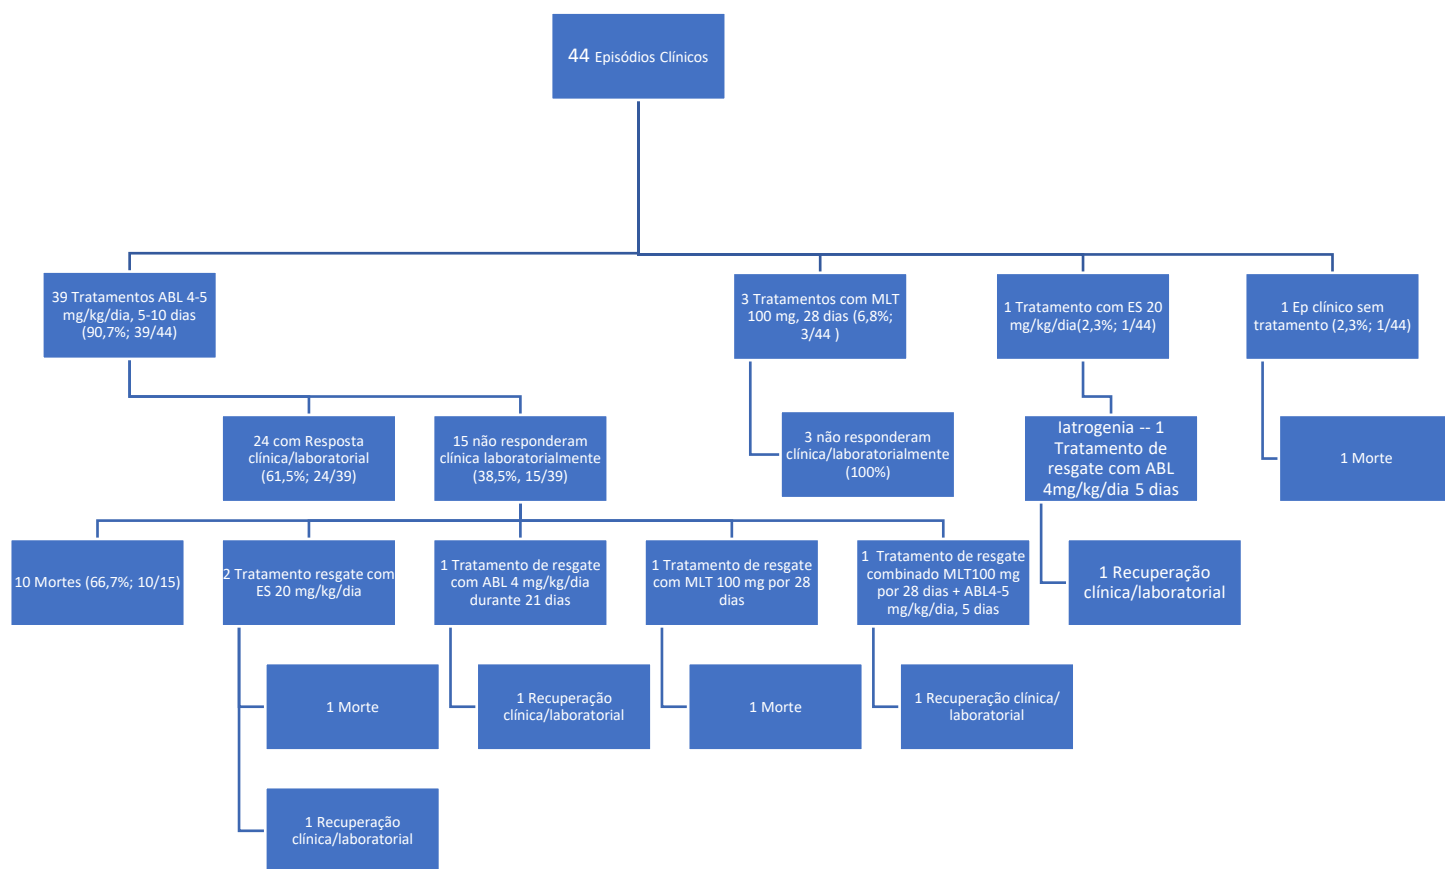 44 Episódios Clínicos
39 Tratamentos ABL 4-5
mg/kg/dia, 5-10 dias
(90,7%; 39/44)
3 Tratamentos com MLT
100 mg, 28 dias (6,8%;
3/44 )
1 Tratamento com ES 20
mg/kg/dia(2,3%; 1/44)
1 Ep clínico sem
tratamento (2,3%; 1/44)
24 com Resposta
clínica/laboratorial
(61,5%; 24/39)
15 não responderam
clínica laboratorialmente
(38,5%, 15/39)
3 não responderam
clínica/laboratorialmente
(100%)
Iatrogenia -- 1
Tratamento de
resgate com ABL
4mg/kg/dia 5 dias
1 Morte
10 Mortes (66,7%; 10/15)
2 Tratamento resgate com
ES 20 mg/kg/dia
1 Tratamento de resgate
com ABL 4 mg/kg/dia
durante 21 dias
1 Tratamento de resgate
com MLT 100 mg por 28
dias
1 Tratamento de resgate
combinado MLT100 mg
por 28 dias + ABL4-5
mg/kg/dia, 5 dias
1 Recuperação
clínica/laboratorial
1 Morte
1 Recuperação
clínica/laboratorial
1 Morte
1 Recuperação clínica/
laboratorial
1 Recuperação
clínica/laboratorial